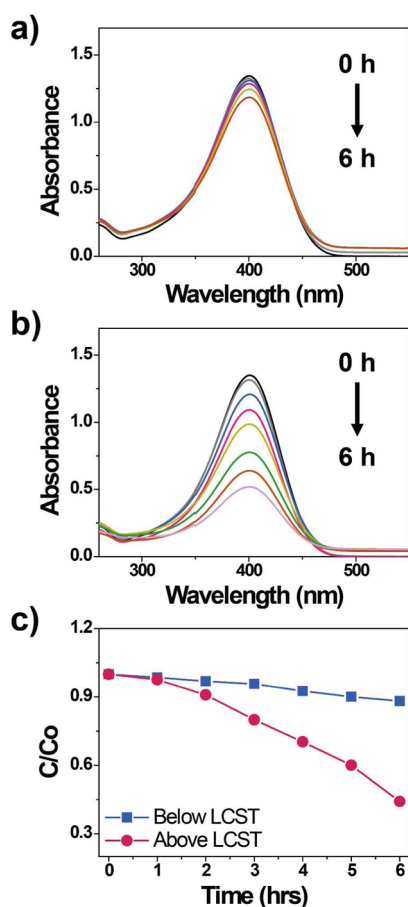 a)
1.5
1.0
0.5
0.0
Absorbance
0 h
6 h
300 400 500
Wavelength (nm)
b)
1.5
1.0
0.5
0.0
Absorbance
0 h
6 h
300 400 500
Wavelength (nm)
c)
1.2
0.9
0.6
0.3
C/Co
Below LCST
Above LCST
0 1 2 3 4 5 6
Time (hrs)